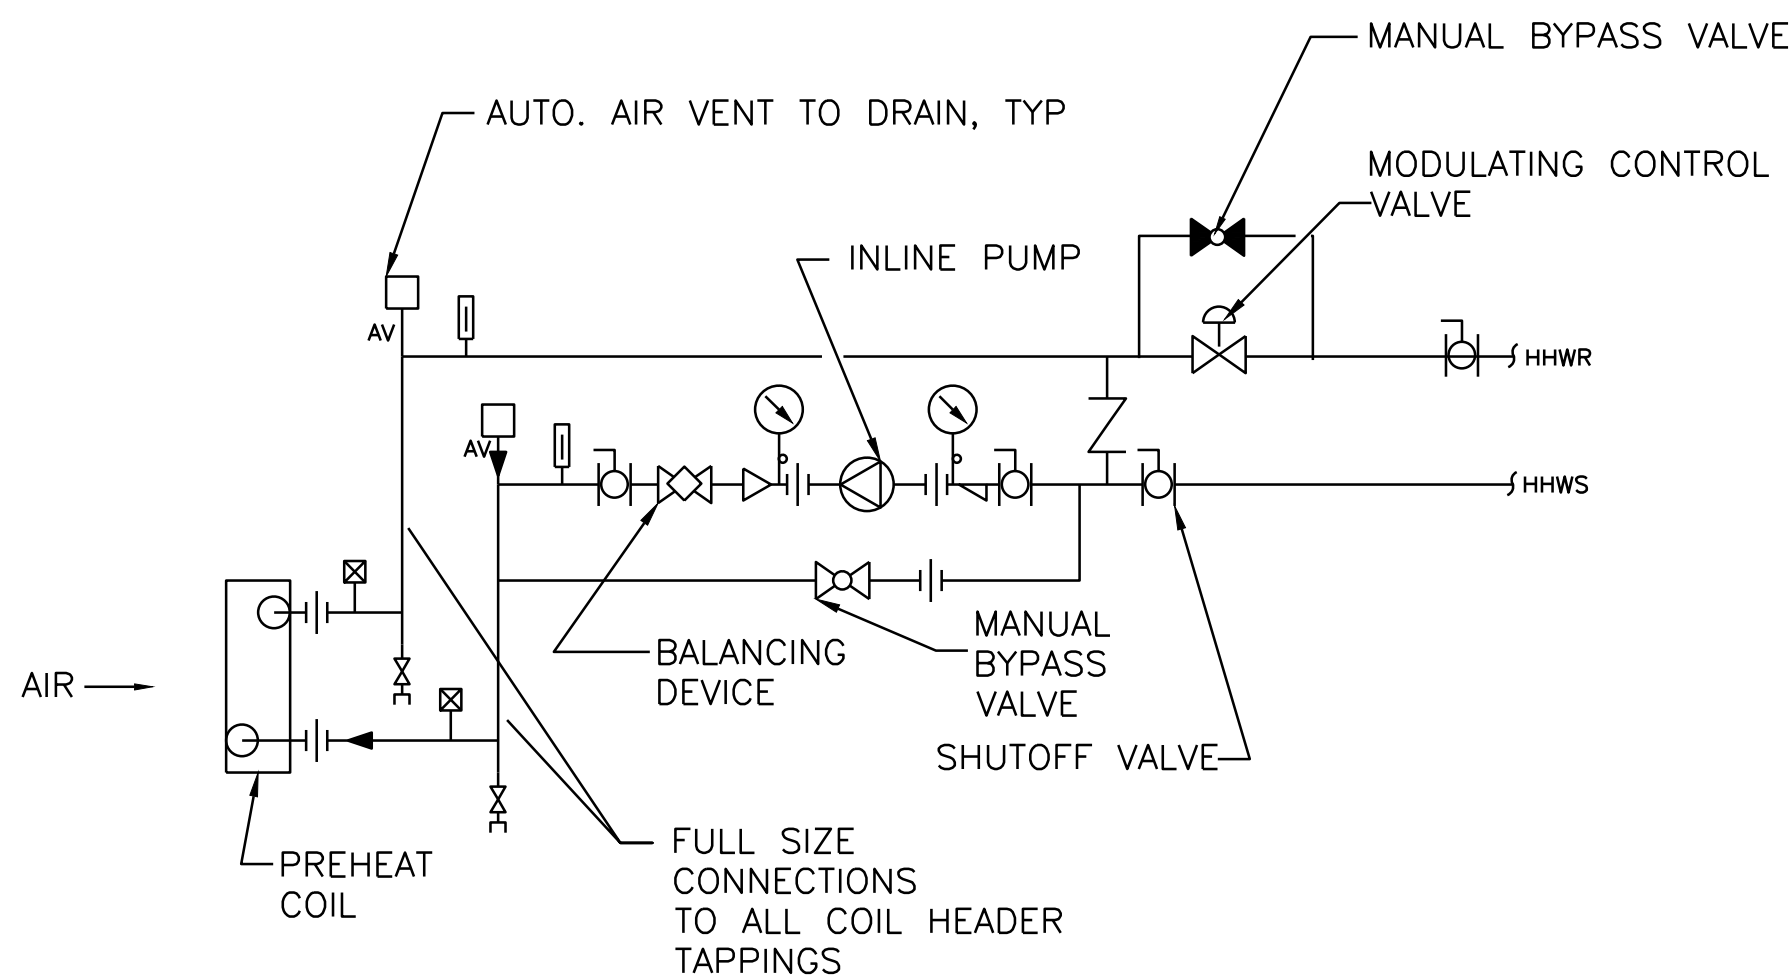 MANUAL BYPASS VALVE
AUTO. AIR VENT TO DRAIN, TYP
MODULATING CONTROL
VALVE
INLINE PUMP
AV
HHWR
AV
HHWS
MANUAL
BYPASS
VALVE
BALANCING
DEVICE
AIR
SHUTOFF VALVE
PREHEAT
COIL
FULL SIZE
CONNECTIONS
TO ALL COIL HEADER
TAPPINGS